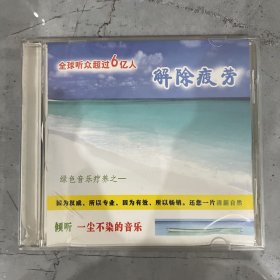 全球听众超过6亿人
解除疲劳
绿色音乐疗养之一
因为权威、所以专业。因为有效、所以畅销。还您一片清新自然
倾听 一尘不染的音乐